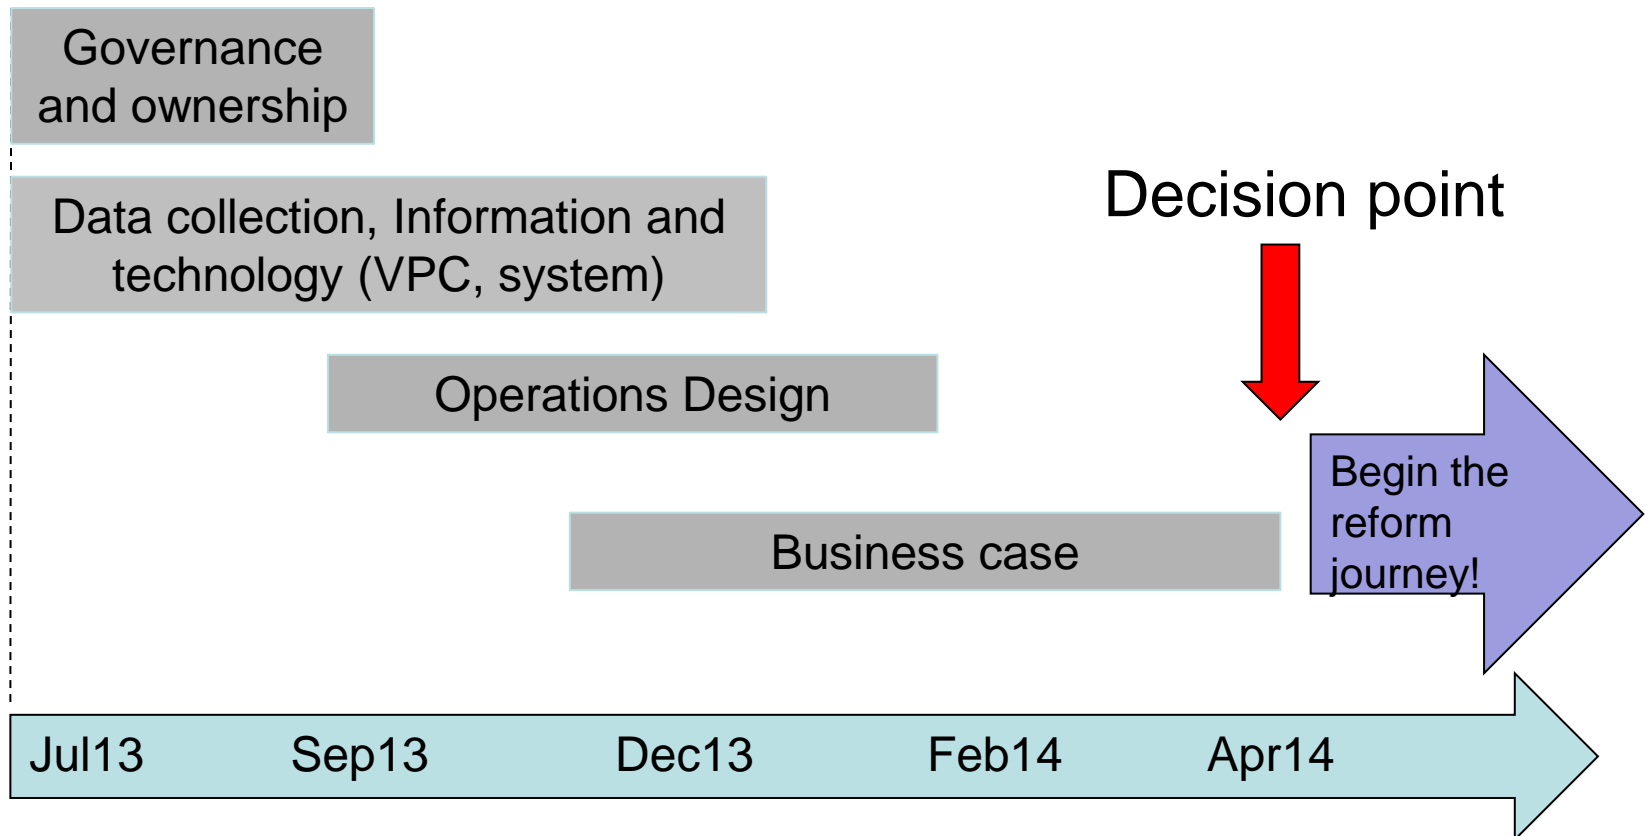 Governance
and ownership
Data collection, Information and
technology (VPC, system)
Decision point
Operations Design
Begin the
reform
journey!
Business case
Jul13
Sep13
Dec13
Feb14
Apr14